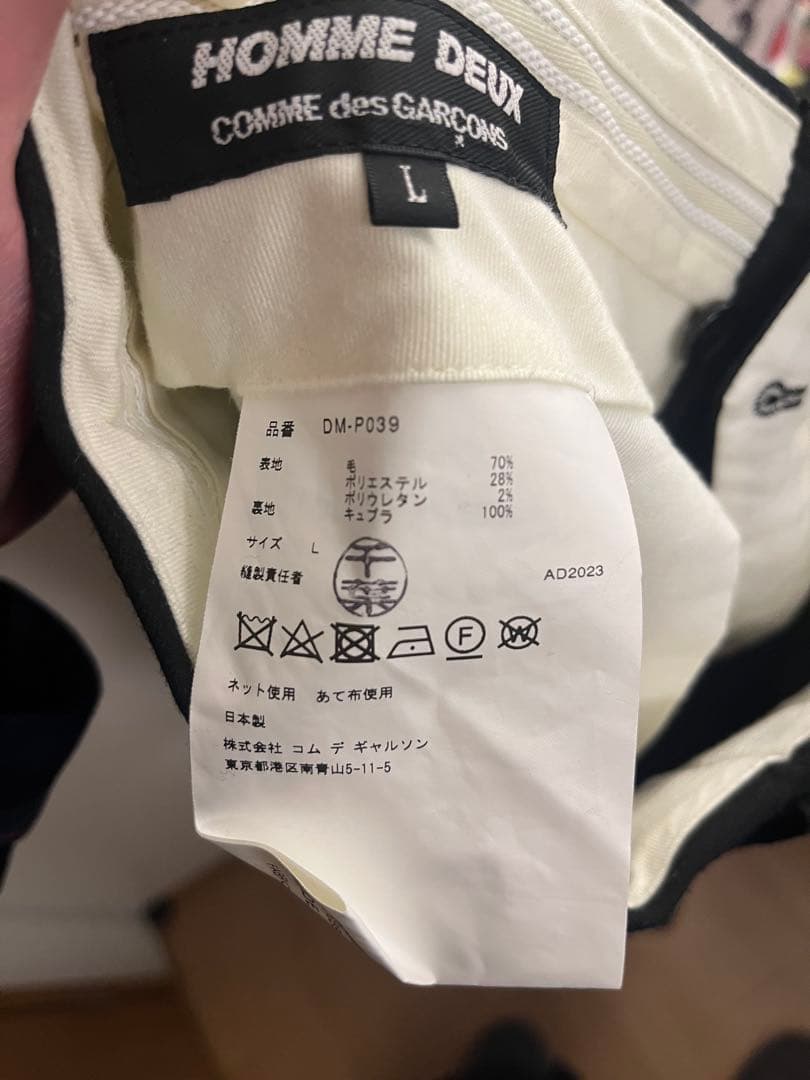 HOMME DEUX
COMME des GARÇONS
L
品番 DM-P039
表地 毛 70%
ポリエステル 28%
ポリウレタン 2%
裏地 キュプラ 100%
サイズ L
縫製責任者 千葉 AD2023
F W
ネット使用 あて布使用
日本製
株式会社 コム デ ギャルソン
東京都港区南青山5-11-5